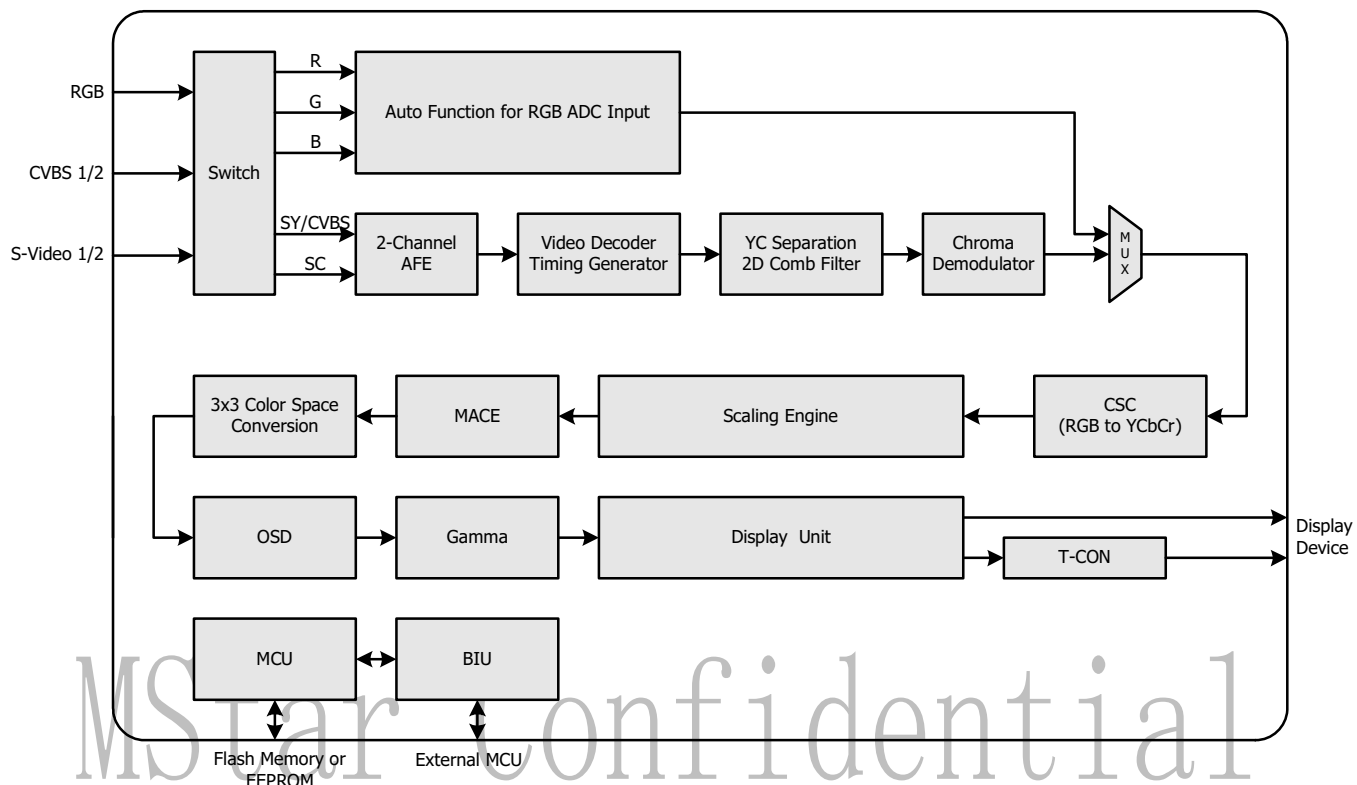 RGB
CVBS 1/2
S-Video 1/2
Switch
R
G
B
SY/CVBS
SC
Auto Function for RGB ADC Input
2-Channel
AFE
Video Decoder
Timing Generator
YC Separation
2D Comb Filter
Chroma
Demodulator
M
U
X
3x3 Color Space
Conversion
MACE
Scaling Engine
CSC
(RGB to YCbCr)
OSD
Gamma
Display Unit
T-CON
Display
Device
MCU
BIU
MStar Confidential
Flash Memory or
EEPROM
External MCU